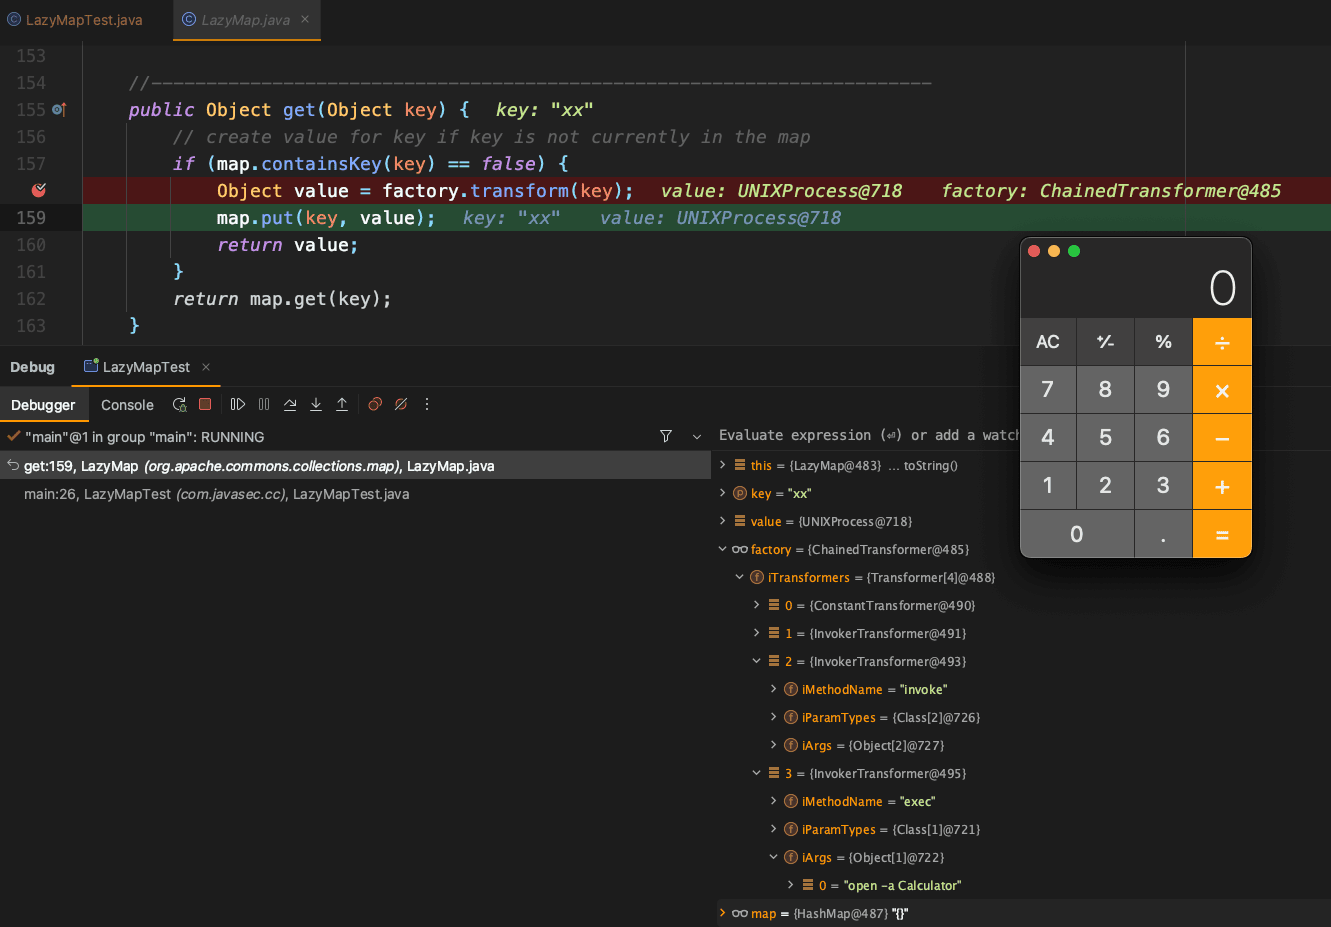 LazyMapTest.java
LazyMap.java ×
153
154 //-----------------------------------------------------------------------
155 public Object get(Object key) { key: "xx"
156 // create value for key if key is not currently in the map
157 if (map.containsKey(key) == false) {
Object value = factory.transform(key); value: UNIXProcess@718 factory: ChainedTransformer@485
159 map.put(key, value); key: "xx" value: UNIXProcess@718
160 return value;
161 }
162 return map.get(key);
163 }
0
AC +/- % ÷
7 8 9 ×
4 5 6 −
1 2 3 +
0 . =
Debug LazyMapTest ×
Debugger Console
"main"@1 in group "main": RUNNING
get:159, LazyMap (org.apache.commons.collections.map), LazyMap.java
main:26, LazyMapTest (com.javasec.cc), LazyMapTest.java
Evaluate expression (⏎) or add a watch
this = {LazyMap@483} ... toString()
key = "xx"
value = {UNIXProcess@718}
factory = {ChainedTransformer@485}
iTransformers = {Transformer[4]@488}
0 = {ConstantTransformer@490}
1 = {InvokerTransformer@491}
2 = {InvokerTransformer@493}
iMethodName = "invoke"
iParamTypes = {Class[2]@726}
iArgs = {Object[2]@727}
3 = {InvokerTransformer@495}
iMethodName = "exec"
iParamTypes = {Class[1]@721}
iArgs = {Object[1]@722}
0 = "open -a Calculator"
map = {HashMap@487} "{}"